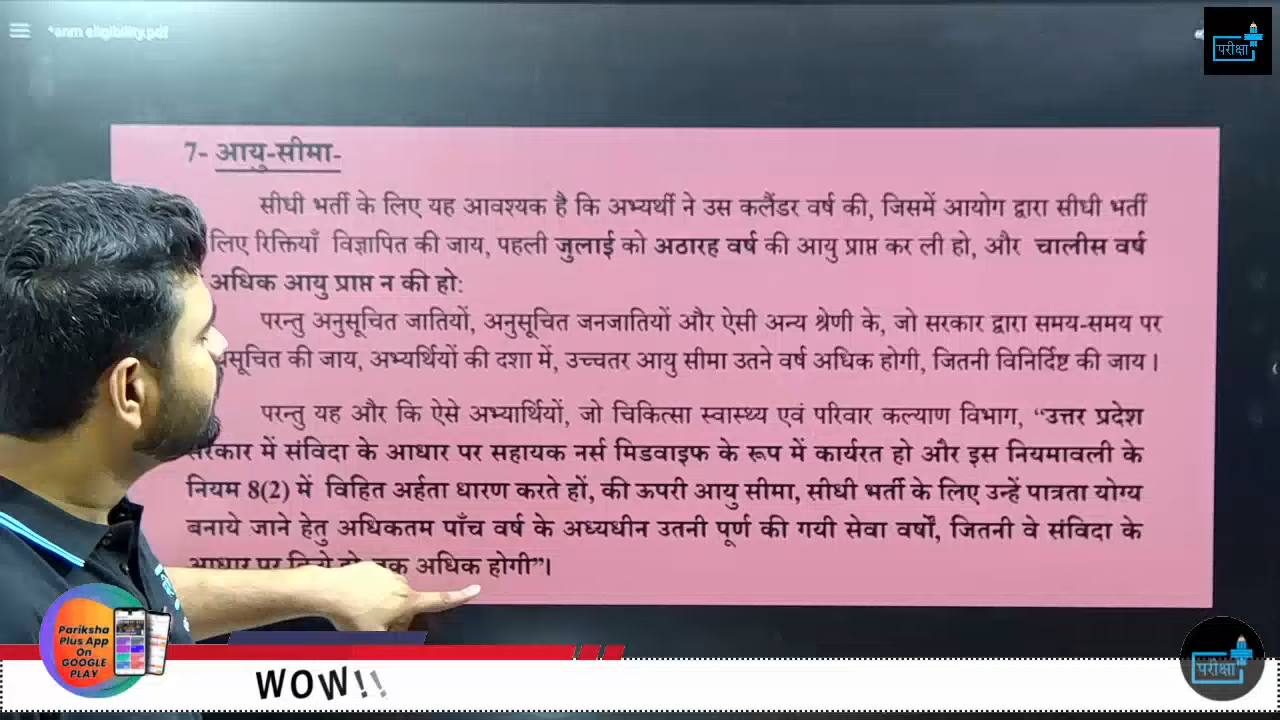 *anm eligibility.pdf
परीक्षा
7- आयु-सीमा-
सीधी भर्ती के लिए यह आवश्यक है कि अभ्यर्थी ने उस कलैंडर वर्ष की, जिसमें आयोग द्वारा सीधी भर्ती
लिए रिक्तियाँ विज्ञापित की जाय, पहली जुलाई को अठारह वर्ष की आयु प्राप्त कर ली हो, और चालीस वर्ष
अधिक आयु प्राप्त न की हो:
परन्तु अनुसूचित जातियों, अनुसूचित जनजातियों और ऐसी अन्य श्रेणी के, जो सरकार द्वारा समय-समय पर
की जाय, अभ्यर्थियों की दशा में, उच्चतर आयु सीमा उतने वर्ष अधिक होगी, जितनी विनिर्दिष्ट की जाय।
परन्तु यह और कि ऐसे अभ्यार्थियों, जो चिकित्सा स्वास्थ्य एवं परिवार कल्याण विभाग, “उत्तर प्रदेश
सरकार में संविदा के आधार पर सहायक नर्स मिडवाइफ के रूप में कार्यरत हो और इस नियमावली के
नियम 8(2) में विहित अर्हता धारण करते हों, की ऊपरी आयु सीमा, सीधी भर्ती के लिए उन्हें पात्रता योग्य
बनाये जाने हेतु अधिकतम पाँच वर्ष के अध्यधीन उतनी पूर्ण की गयी सेवा वर्षों, जितनी वे संविदा के
आधार पर अधिक होगी”।
Pariksha
Plus App
On
GOOGLE
PLAY
WOW!!
परीक्षा